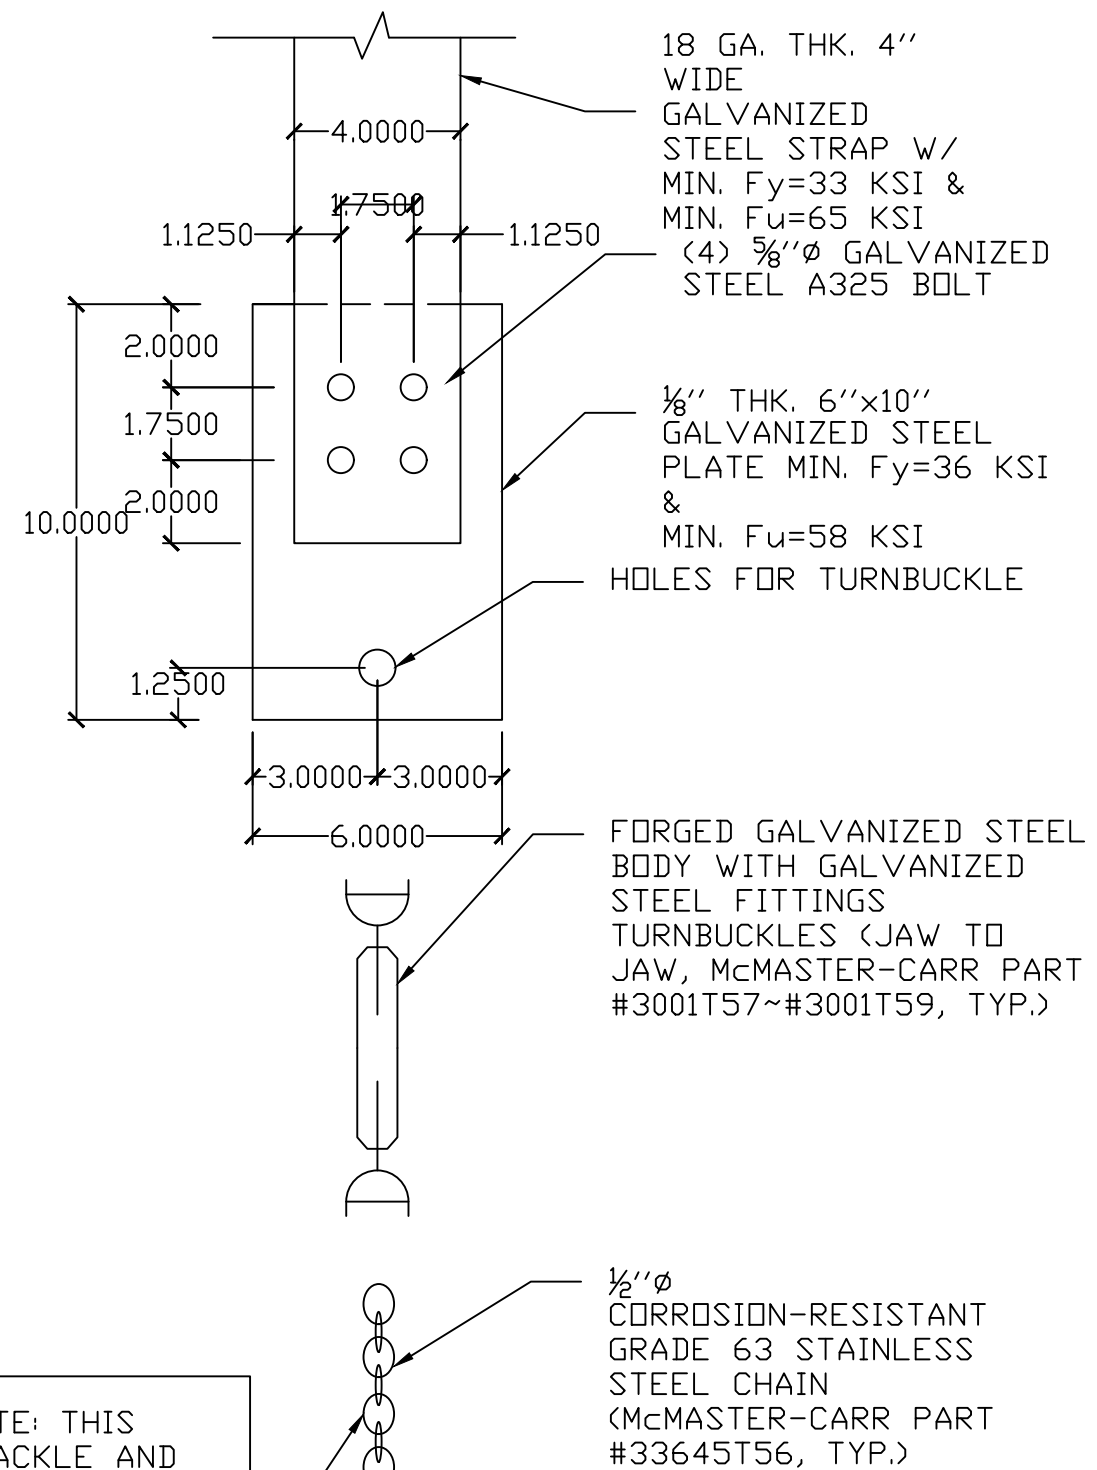 18 GA. THK. 4''
WIDE
GALVANIZED
STEEL STRAP W/
MIN. Fy=33 KSI &
MIN. Fu=65 KSI
(4) ⅝''ø GALVANIZED
STEEL A325 BOLT
4.0000
1.7500
1.1250
1.1250
2.0000
1.7500
2.0000
10.0000
⅛'' THK. 6''x10''
GALVANIZED STEEL
PLATE MIN. Fy=36 KSI
&
MIN. Fu=58 KSI
HOLES FOR TURNBUCKLE
1.2500
3.0000
3.0000
6.0000
FORGED GALVANIZED STEEL
BODY WITH GALVANIZED
STEEL FITTINGS
TURNBUCKLES (JAW TO
JAW, McMASTER-CARR PART
#3001T57~#3001T59, TYP.)
½''ø
CORROSION-RESISTANT
GRADE 63 STAINLESS
STEEL CHAIN
(McMASTER-CARR PART
#33645T56, TYP.)
TE: THIS
ACKLE AND